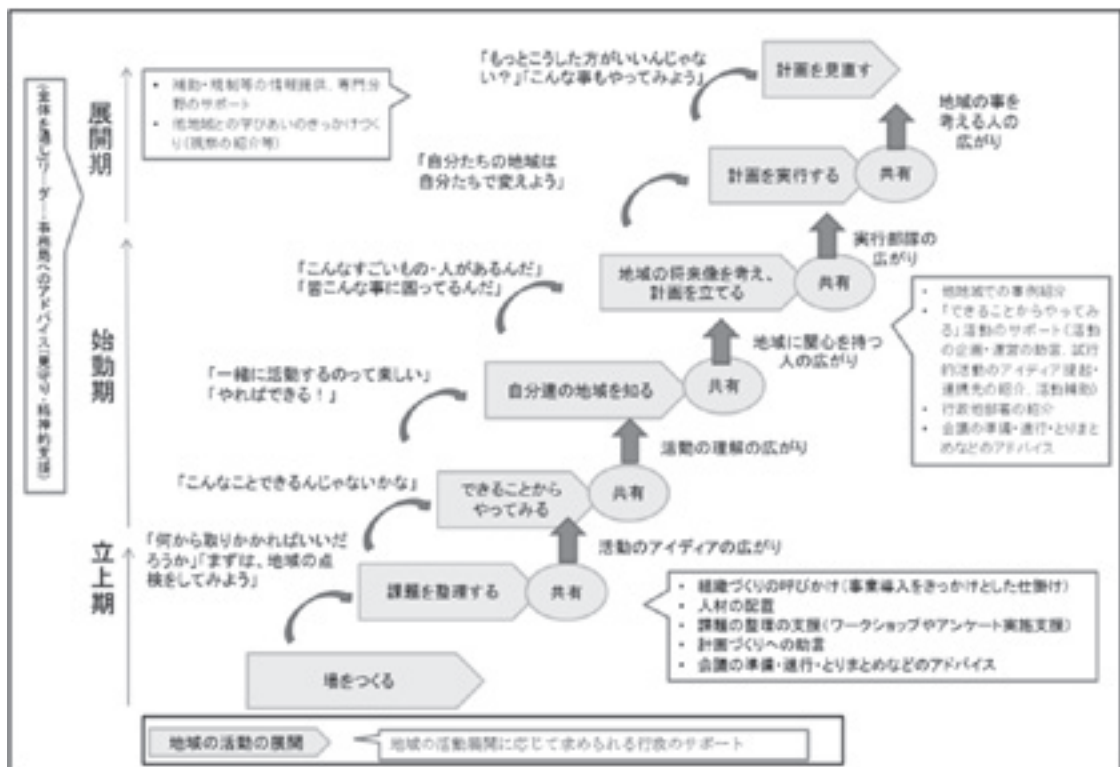 「もっとこうした方がいいんじゃな
い？」「こんな事もやってみよう」
計画を見直す
地域の事を
考える人の
広がり
展開期
・ 補助・規制等の情報提供、専門分
野のサポート
・ 他地域との学びあいのきっかけづく
り（視察の紹介等）
「自分たちの地域は
自分たちで変えよう」
計画を実行する
共有
実行部隊の
広がり
「こんなすごいもの・人があるんだ」
「皆こんな事に困ってるんだ」
地域の将来像を考え、
計画を立てる
共有
地域に関心を持つ
人の広がり
・ 他地域での事例紹介
・ 「できることからやってみ
る」活動のサポート（活動
の企画・運営の助言、試行
的活動のアイディア提起・
連携先の紹介、活動補助）
・ 行政他部署の紹介
・ 会議の準備・進行・とりまと
めなどのアドバイス
始動期
「一緒に活動するのって楽しい」
「やればできる！」
自分達の地域を知る
共有
活動の理解の広がり
「こんなことできるんじゃないかな」
できることから
やってみる
共有
活動のアイディアの広がり
立上期
「何から取りかかればいいだ
ろうか」「まずは、地域の点
検をしてみよう」
課題を整理する
共有
・ 組織づくりの呼びかけ（事業導入をきっかけとした仕掛け）
・ 人材の配置
・ 課題の整理の支援（ワークショップやアンケート実施支援）
・ 計画づくりへの助言
・ 会議の準備・進行・とりまとめなどのアドバイス
場をつくる
（全体を通し）リーダー・事務局へのアドバイス（見守り・精神的支援）
地域の活動の展開
地域の活動展開に応じて求められる行政のサポート